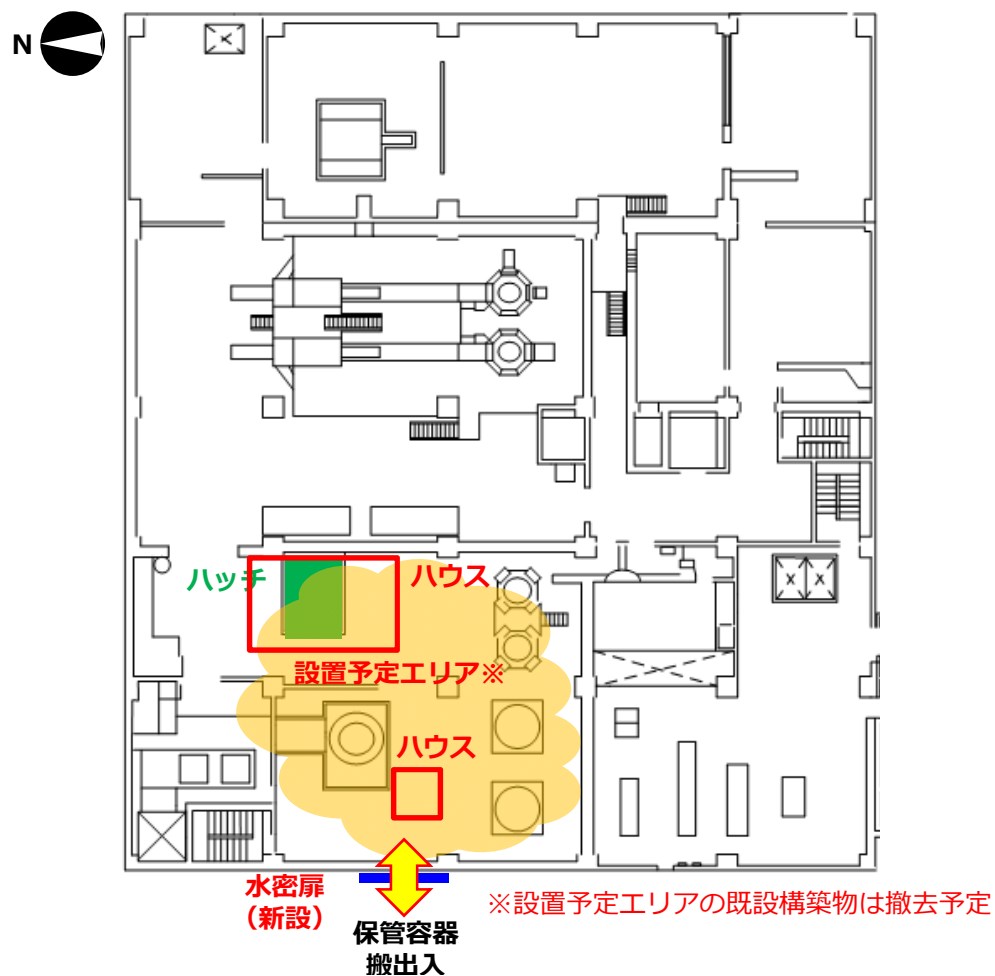 N
X
X X
ハッチ
ハウス
設置予定エリア※
ハウス
水密扉
（新設）
※設置予定エリアの既設構築物は撤去予定
保管容器
搬出入